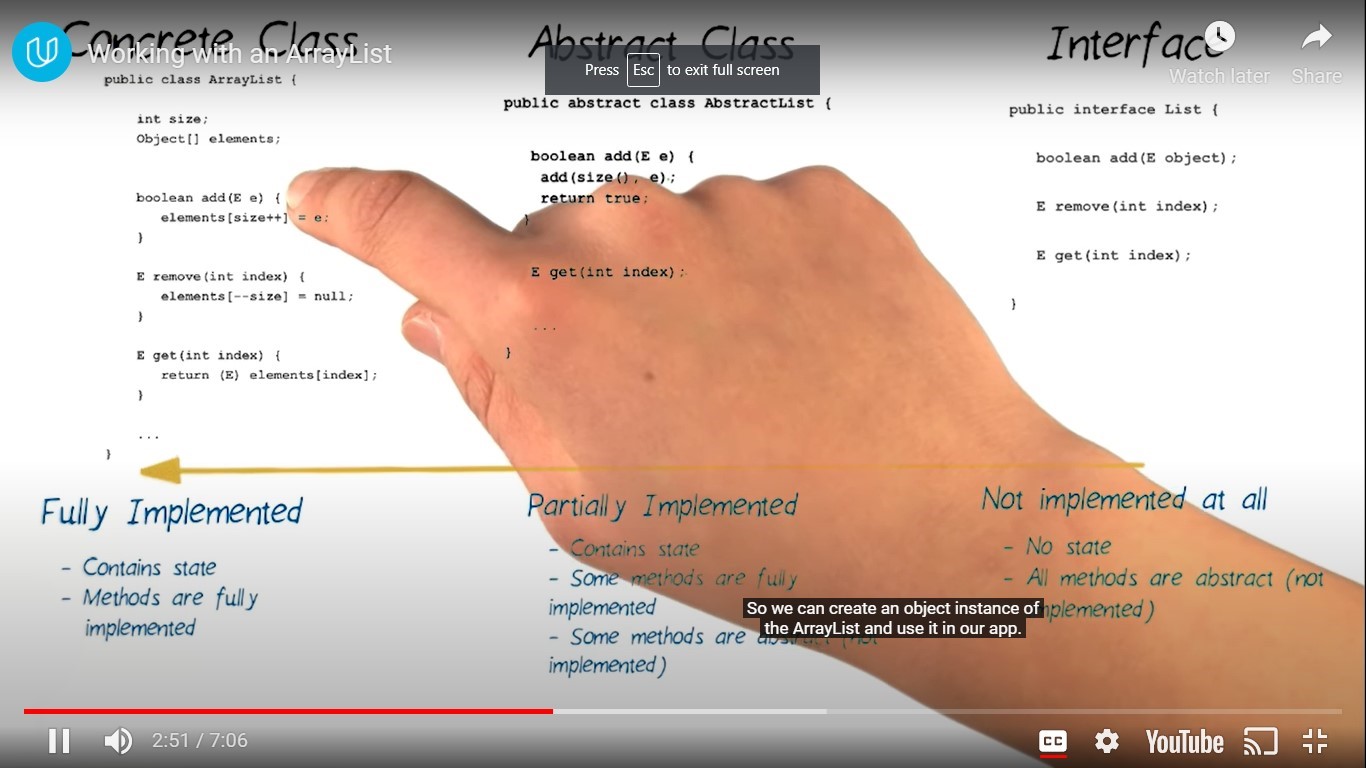 Concrete Class
Abstract Class
Interface
Working with an ArrayList
Press Esc to exit full screen
Watch later
Share
public class ArrayList {
int size;
Object[] elements;
boolean add(E e) {
elements[size++] = e;
}
E remove(int index) {
elements[--size] = null;
}
E get(int index) {
return (E) elements[index];
}
...
}
public abstract class AbstractList {
boolean add(E e) {
add(size(), e);
return true;
}
E get(int index);
...
}
public interface List {
boolean add(E object);
E remove(int index);
E get(int index);
}
Fully Implemented
- Contains state
- Methods are fully
implemented
Partially Implemented
- Contains state
- Some methods are fully
implemented
- Some methods are abstract (not
implemented)
Not implemented at all
- No state
- All methods are abstract (not
implemented)
So we can create an object instance of
the ArrayList and use it in our app.
2:51 / 7:06
CC
YouTube